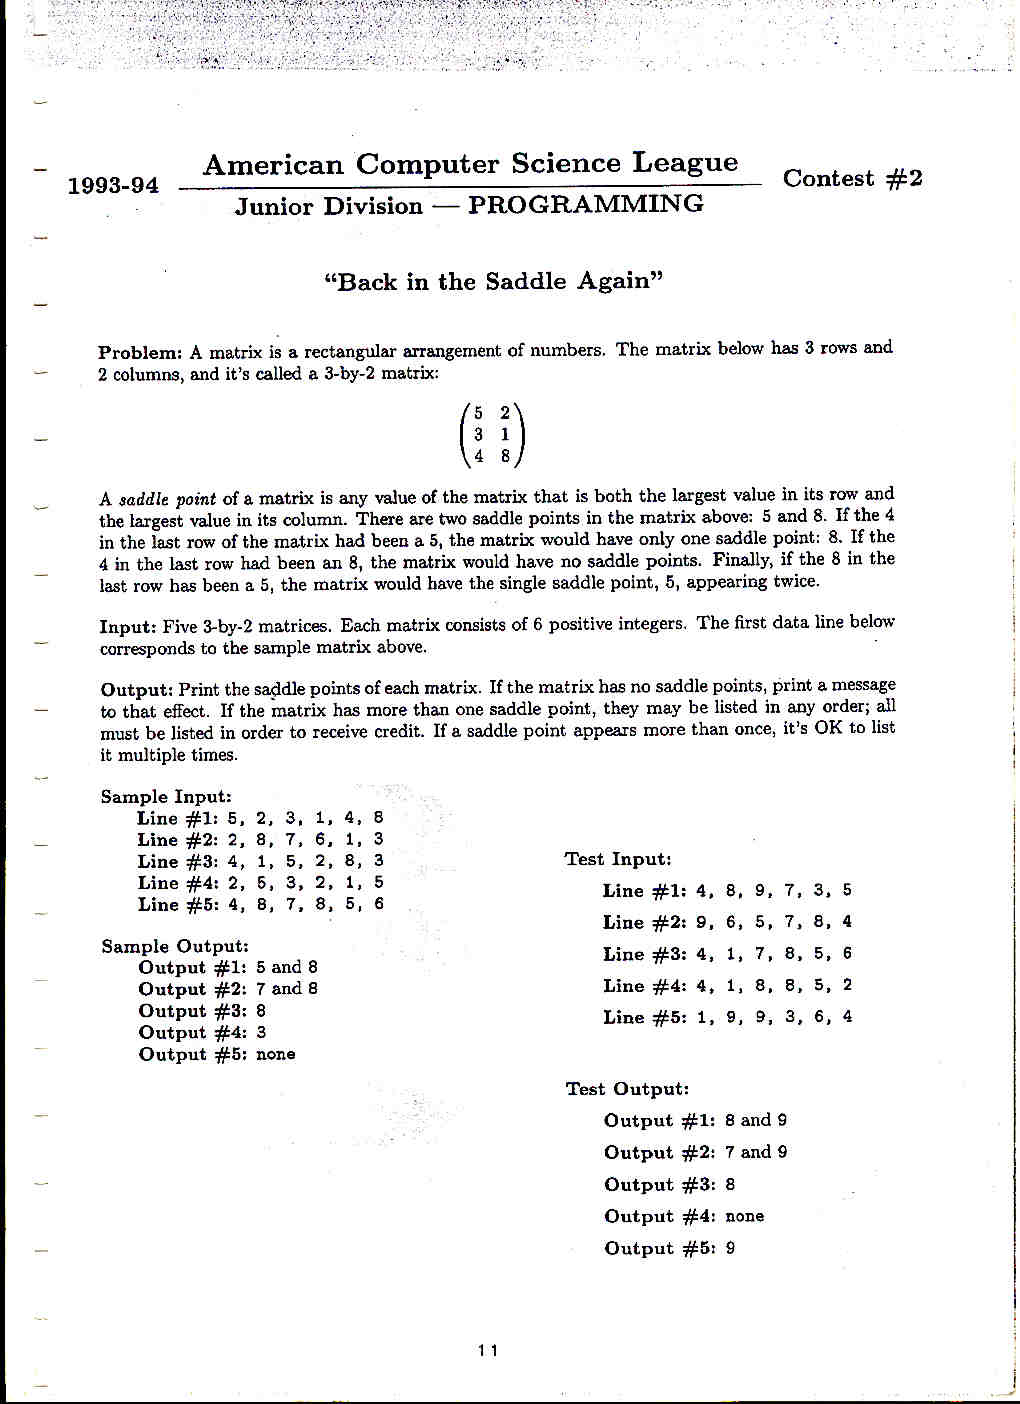 American Computer Science League
1993-94
Contest #2
Junior Division — PROGRAMMING
“Back in the Saddle Again”
Problem: A matrix is a rectangular arrangement of numbers. The matrix below has 3 rows and
2 columns, and it's called a 3-by-2 matrix:
5 2
3 1
4 8
A saddle point of a matrix is any value of the matrix that is both the largest value in its row and
the largest value in its column. There are two saddle points in the matrix above: 5 and 8. If the 4
in the last row of the matrix had been a 5, the matrix would have only one saddle point: 8. If the
4 in the last row had been an 8, the matrix would have no saddle points. Finally, if the 8 in the
last row has been a 5, the matrix would have the single saddle point, 5, appearing twice.
Input: Five 3-by-2 matrices. Each matrix consists of 6 positive integers. The first data line below
corresponds to the sample matrix above.
Output: Print the saddle points of each matrix. If the matrix has no saddle points, print a message
to that effect. If the matrix has more than one saddle point, they may be listed in any order; all
must be listed in order to receive credit. If a saddle point appears more than once, it's OK to list
it multiple times.
Sample Input:
Line #1: 5, 2, 3, 1, 4, 8
Line #2: 2, 8, 7, 6, 1, 3
Line #3: 4, 1, 5, 2, 8, 3
Line #4: 2, 5, 3, 2, 1, 5
Line #5: 4, 8, 7, 8, 5, 6
Sample Output:
Output #1: 5 and 8
Output #2: 7 and 8
Output #3: 8
Output #4: 3
Output #5: none
Test Input:
Line #1: 4, 8, 9, 7, 3, 5
Line #2: 9, 6, 5, 7, 8, 4
Line #3: 4, 1, 7, 8, 5, 6
Line #4: 4, 1, 8, 8, 5, 2
Line #5: 1, 9, 9, 3, 6, 4
Test Output:
Output #1: 8 and 9
Output #2: 7 and 9
Output #3: 8
Output #4: none
Output #5: 9
11